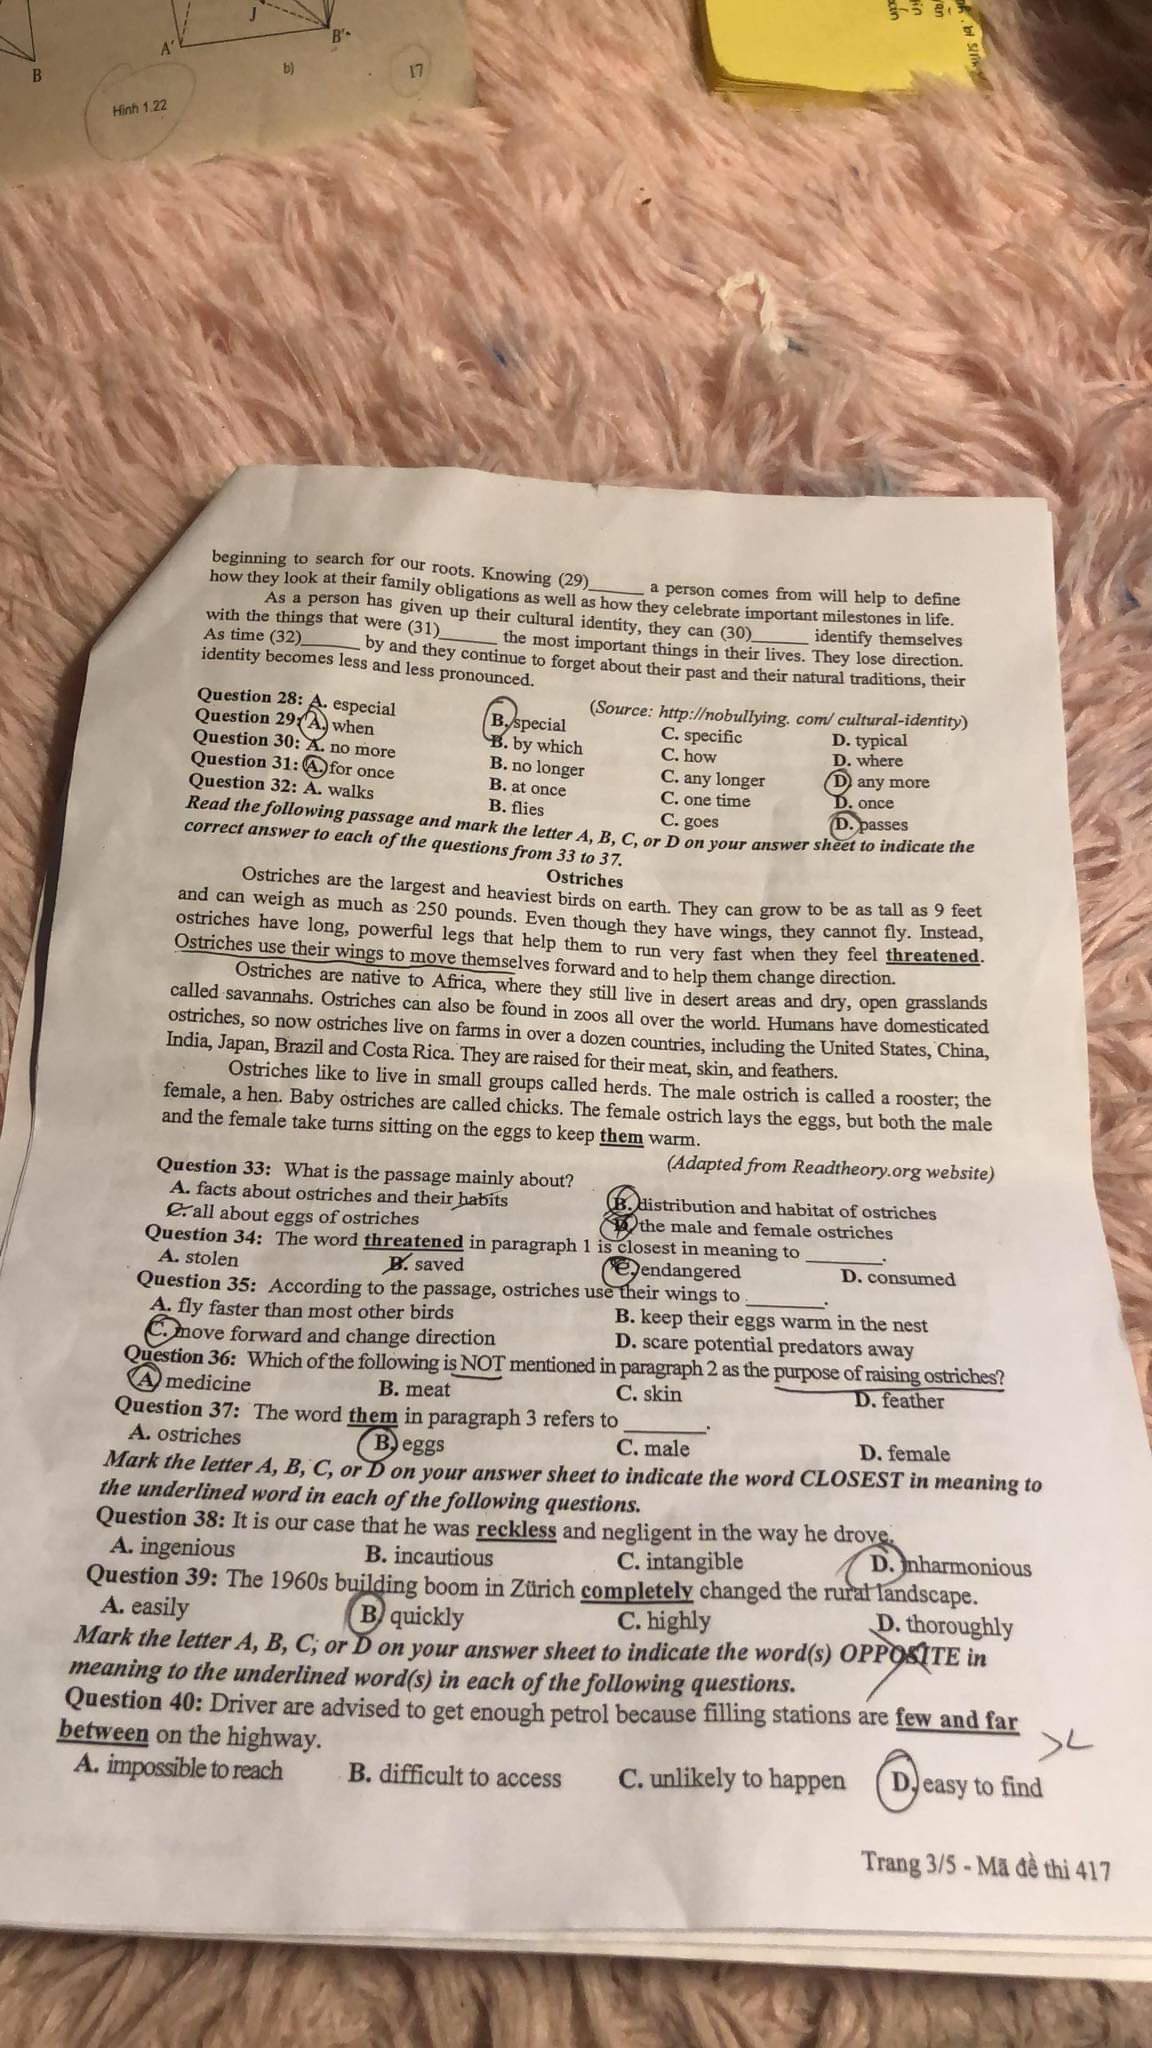 J
A'
B'
B
b)
17
Hình 1.22
beginning to search for our roots. Knowing (29)______ a person comes from will help to define
how they look at their family obligations as well as how they celebrate important milestones in life.
As a person has given up their cultural identity, they can (30)______ identify themselves
with the things that were (31)______ the most important things in their lives. They lose direction.
As time (32)______ by and they continue to forget about their past and their natural traditions, their
identity becomes less and less pronounced.
(Source: http://nobullying. com/ cultural-identity)
Question 28: A. especial B. special C. specific D. typical
Question 29: A. when B. by which C. how D. where
Question 30: A. no more B. no longer C. any longer D. any more
Question 31: A. for once B. at once C. one time D. once
Question 32: A. walks B. flies C. goes D. passes
Read the following passage and mark the letter A, B, C, or D on your answer sheet to indicate the
correct answer to each of the questions from 33 to 37.
Ostriches
Ostriches are the largest and heaviest birds on earth. They can grow to be as tall as 9 feet
and can weigh as much as 250 pounds. Even though they have wings, they cannot fly. Instead,
ostriches have long, powerful legs that help them to run very fast when they feel threatened.
Ostriches use their wings to move themselves forward and to help them change direction.
Ostriches are native to Africa, where they still live in desert areas and dry, open grasslands
called savannahs. Ostriches can also be found in zoos all over the world. Humans have domesticated
ostriches, so now ostriches live on farms in over a dozen countries, including the United States, China,
India, Japan, Brazil and Costa Rica. They are raised for their meat, skin, and feathers.
Ostriches like to live in small groups called herds. The male ostrich is called a rooster; the
female, a hen. Baby ostriches are called chicks. The female ostrich lays the eggs, but both the male
and the female take turns sitting on the eggs to keep them warm.
(Adapted from Readtheory.org website)
Question 33: What is the passage mainly about?
A. facts about ostriches and their habits B. distribution and habitat of ostriches
C. all about eggs of ostriches D. the male and female ostriches
Question 34: The word threatened in paragraph 1 is closest in meaning to ________.
A. stolen B. saved C. endangered D. consumed
Question 35: According to the passage, ostriches use their wings to ________.
A. fly faster than most other birds B. keep their eggs warm in the nest
C. move forward and change direction D. scare potential predators away
Question 36: Which of the following is NOT mentioned in paragraph 2 as the purpose of raising ostriches?
A. medicine B. meat C. skin D. feather
Question 37: The word them in paragraph 3 refers to ________.
A. ostriches B. eggs C. male D. female
Mark the letter A, B, C, or D on your answer sheet to indicate the word CLOSEST in meaning to
the underlined word in each of the following questions.
Question 38: It is our case that he was reckless and negligent in the way he drove.
A. ingenious B. incautious C. intangible D. inharmonious
Question 39: The 1960s building boom in Zürich completely changed the rural landscape.
A. easily B. quickly C. highly D. thoroughly
Mark the letter A, B, C, or D on your answer sheet to indicate the word(s) OPPOSITE in
meaning to the underlined word(s) in each of the following questions.
Question 40: Driver are advised to get enough petrol because filling stations are few and far
between on the highway.
A. impossible to reach B. difficult to access C. unlikely to happen D. easy to find
Trang 3/5 - Mã đề thi 417